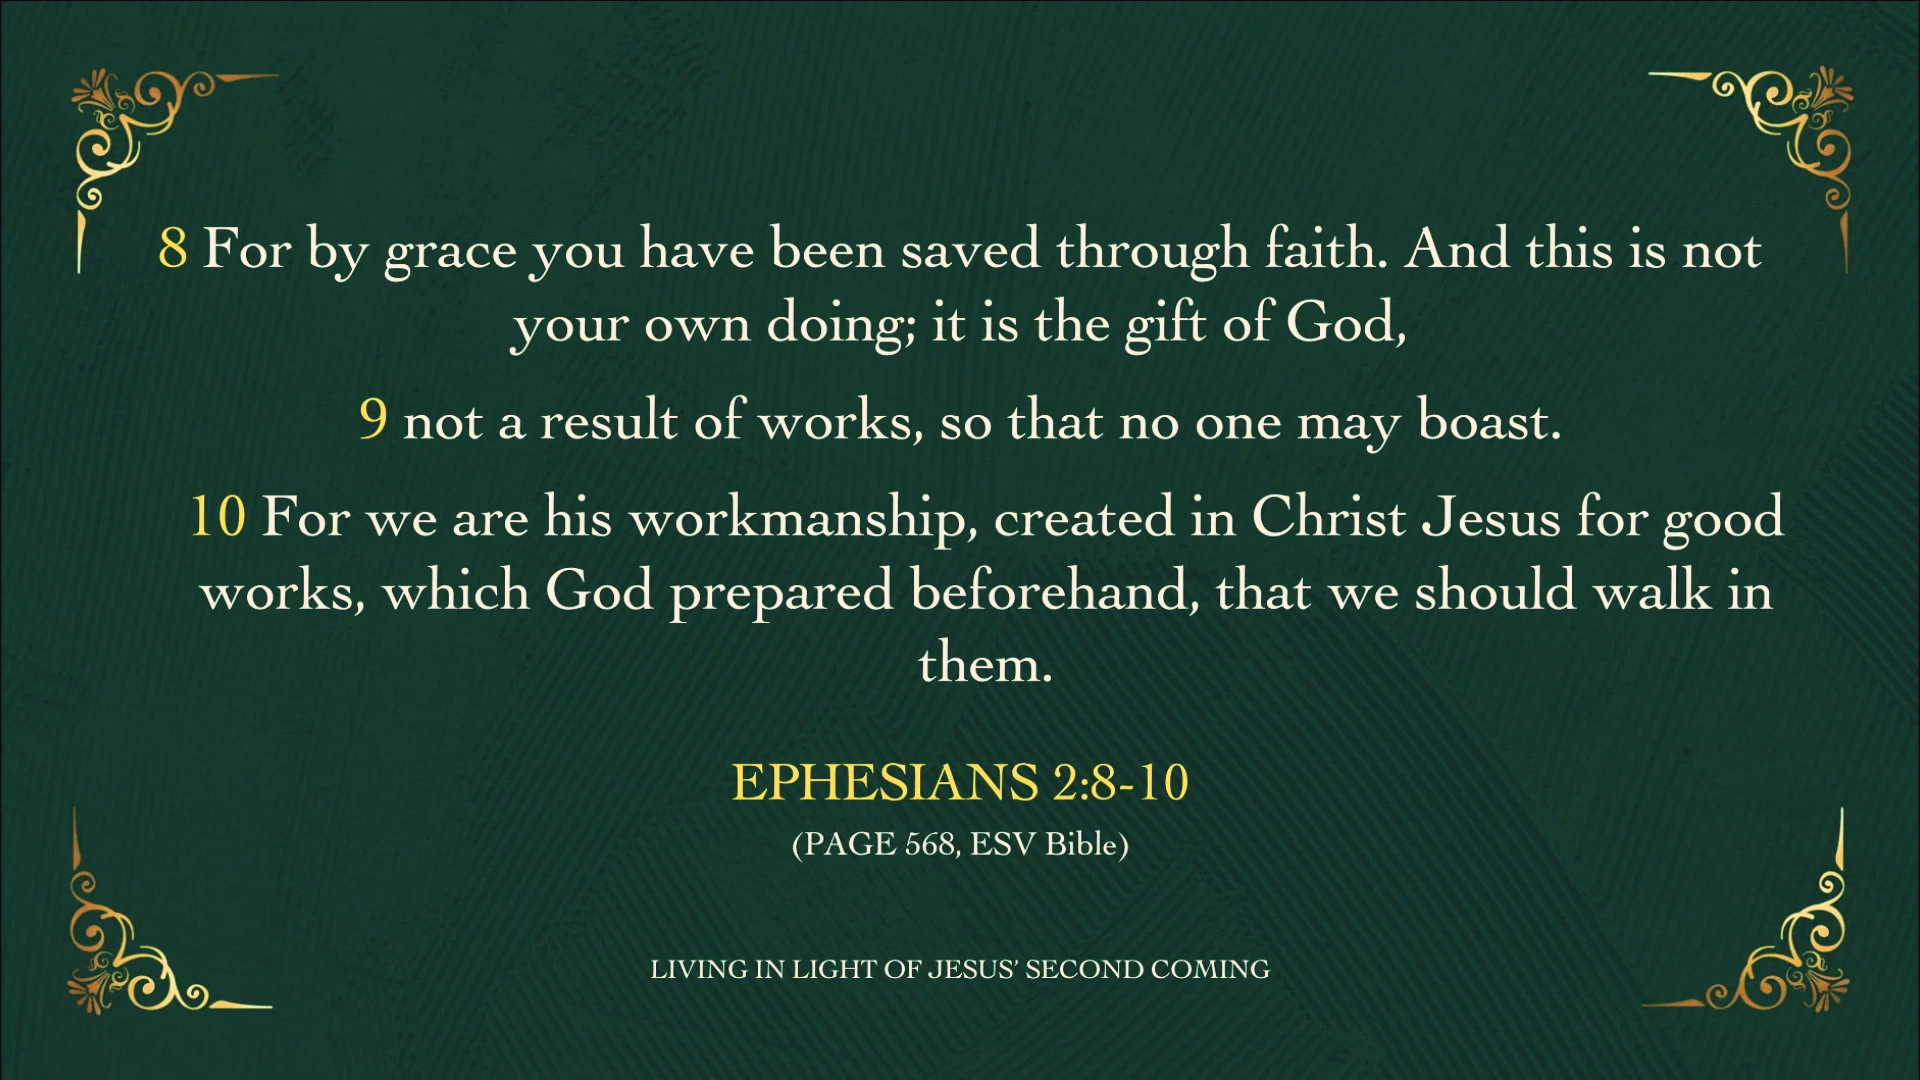 8 For by grace you have been saved through faith. And this is not
your own doing; it is the gift of God,
9 not a result of works, so that no one may boast.
10 For we are his workmanship, created in Christ Jesus for good
works, which God prepared beforehand, that we should walk in
them.
EPHESIANS 2:8-10
(PAGE 568, ESV Bible)
LIVING IN LIGHT OF JESUS’ SECOND COMING